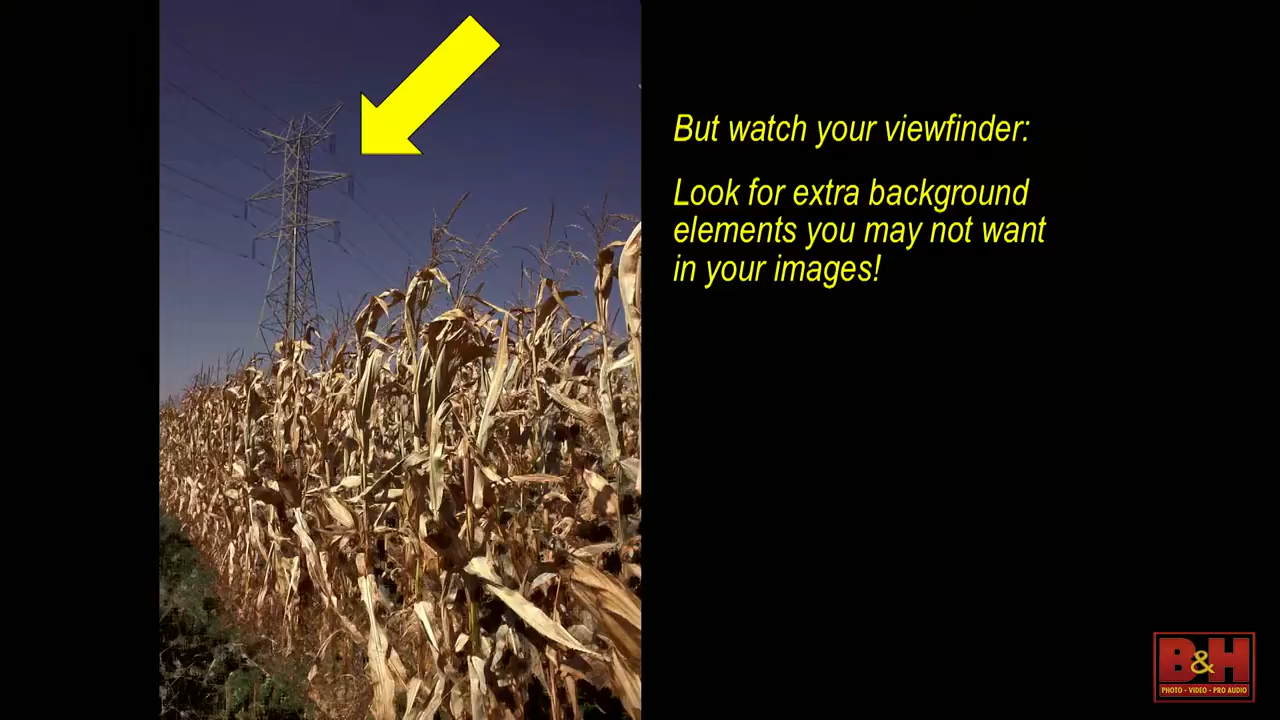 But watch your viewfinder:
Look for extra background
elements you may not want
in your images!
B&H
PHOTO - VIDEO - PRO AUDIO